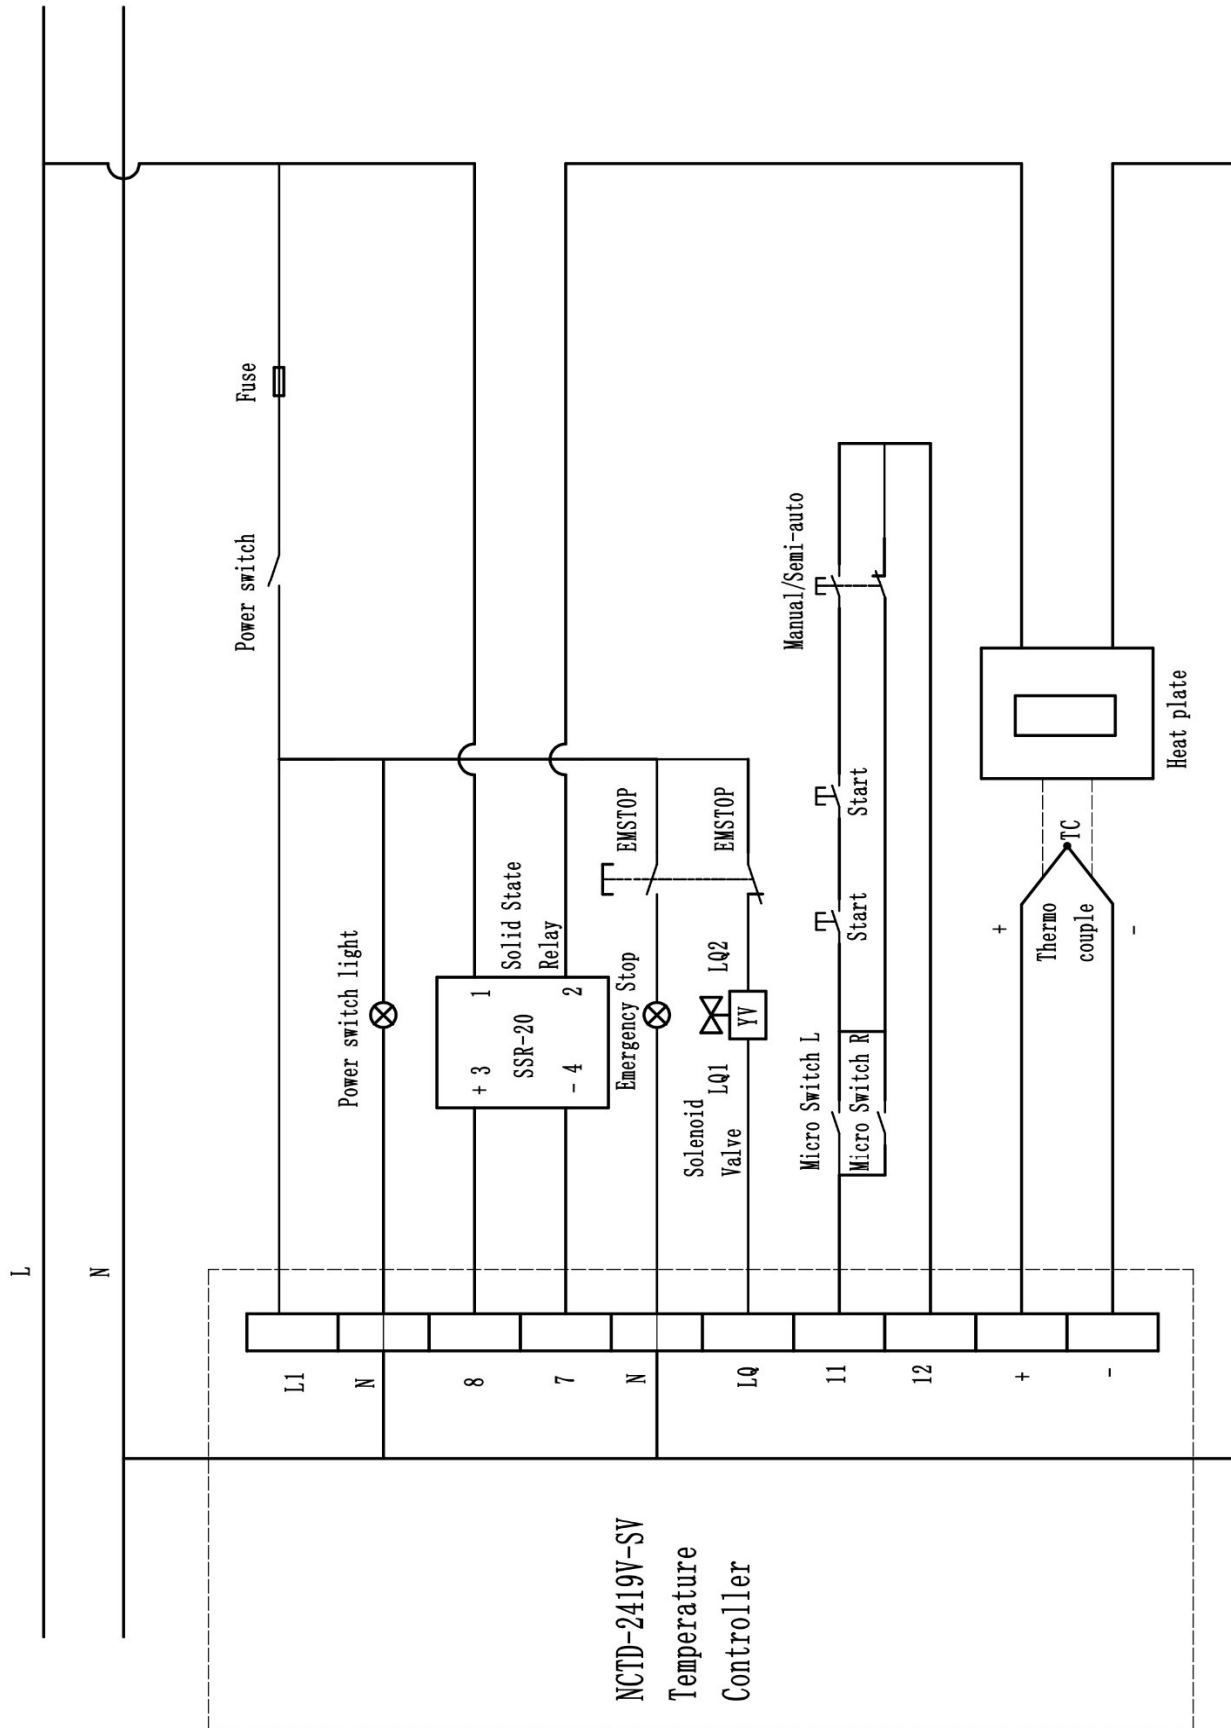 L
N
Fuse
Power switch
Power switch light
Solid State
Relay
SSR-20
1
2
+ 3
- 4
EMSTOP
EMSTOP
Emergency Stop
LQ2
YV
LQ1
Solenoid
Valve
Manual/Semi-auto
Start
Start
Micro Switch L
Micro Switch R
Heat plate
TC
Thermo
couple
+
-
L1
N
8
7
N
LQ
11
12
+
-
NCTD-2419V-SV
Temperature
Controller